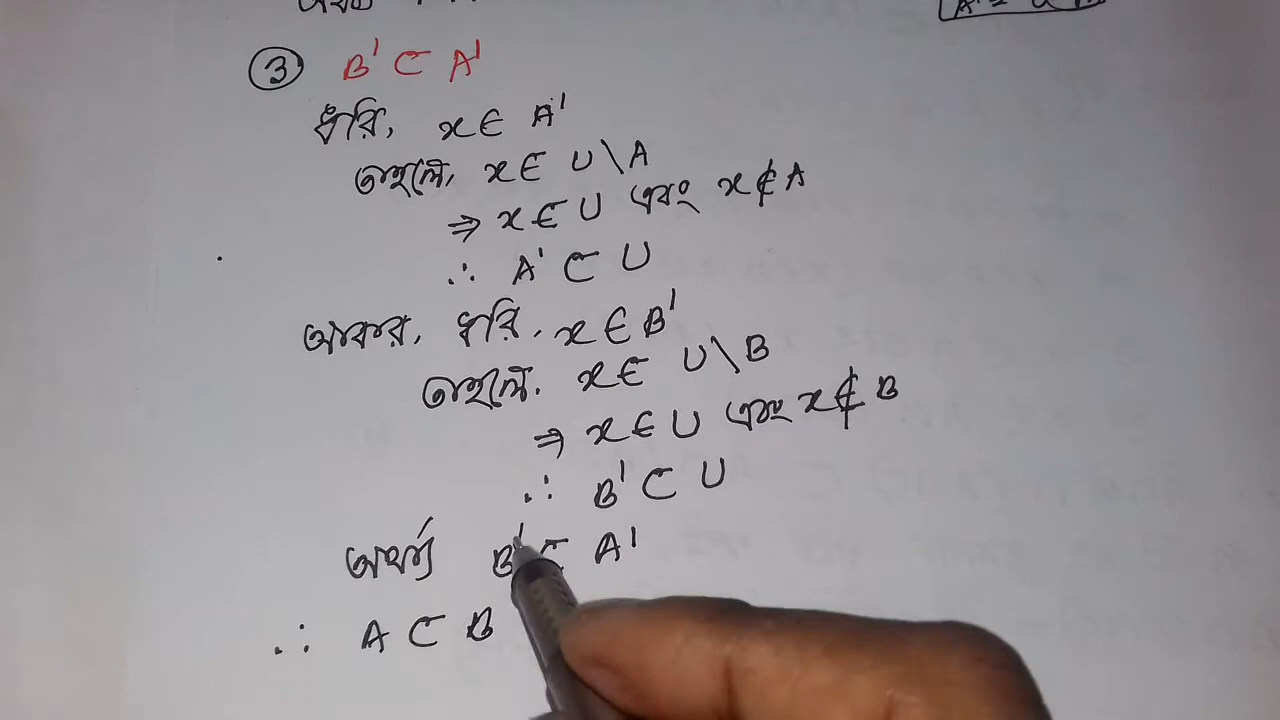 ③ B' ⊂ A'
ধরি, x ∈ A'
তাহলে, x ∈ U \ A
⇒ x ∈ U এবং x ∉ A
∴ A' ⊂ U
আবার, ধরি, x ∈ B'
তাহলে, x ∈ U \ B
⇒ x ∈ U এবং x ∉ B
∴ B' ⊂ U
অর্থাৎ B' ⊂ A'
∴ A ⊂ B